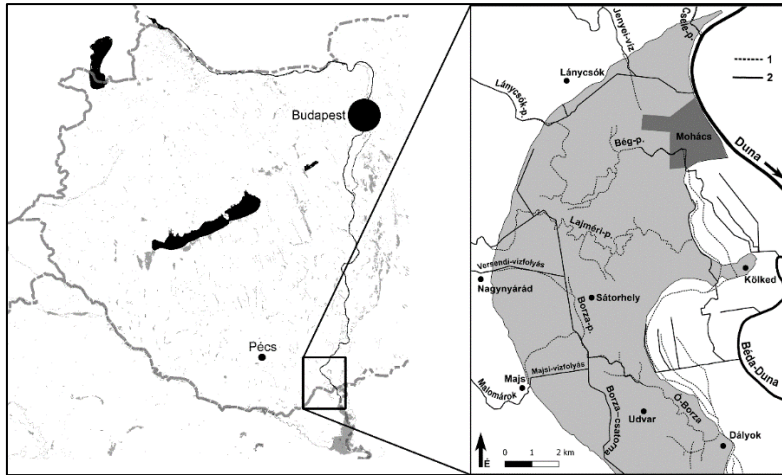 Budapest
Pécs
Jenyei-víz.
Csele-p.
1
2
Lánycsók
Lánycsók-p.
Mohács
Bég-p.
Duna
Lajméri-p.
Versendi-vízfolyás
Kölked
Nagynyárád
Sátorhely
Borza-p.
Béda-Duna
Majsi-vízfolyás
Majs
Malomárok
Ó-Borza
Borza-csatorna
Udvar
Dályok
É
0 1 2 km